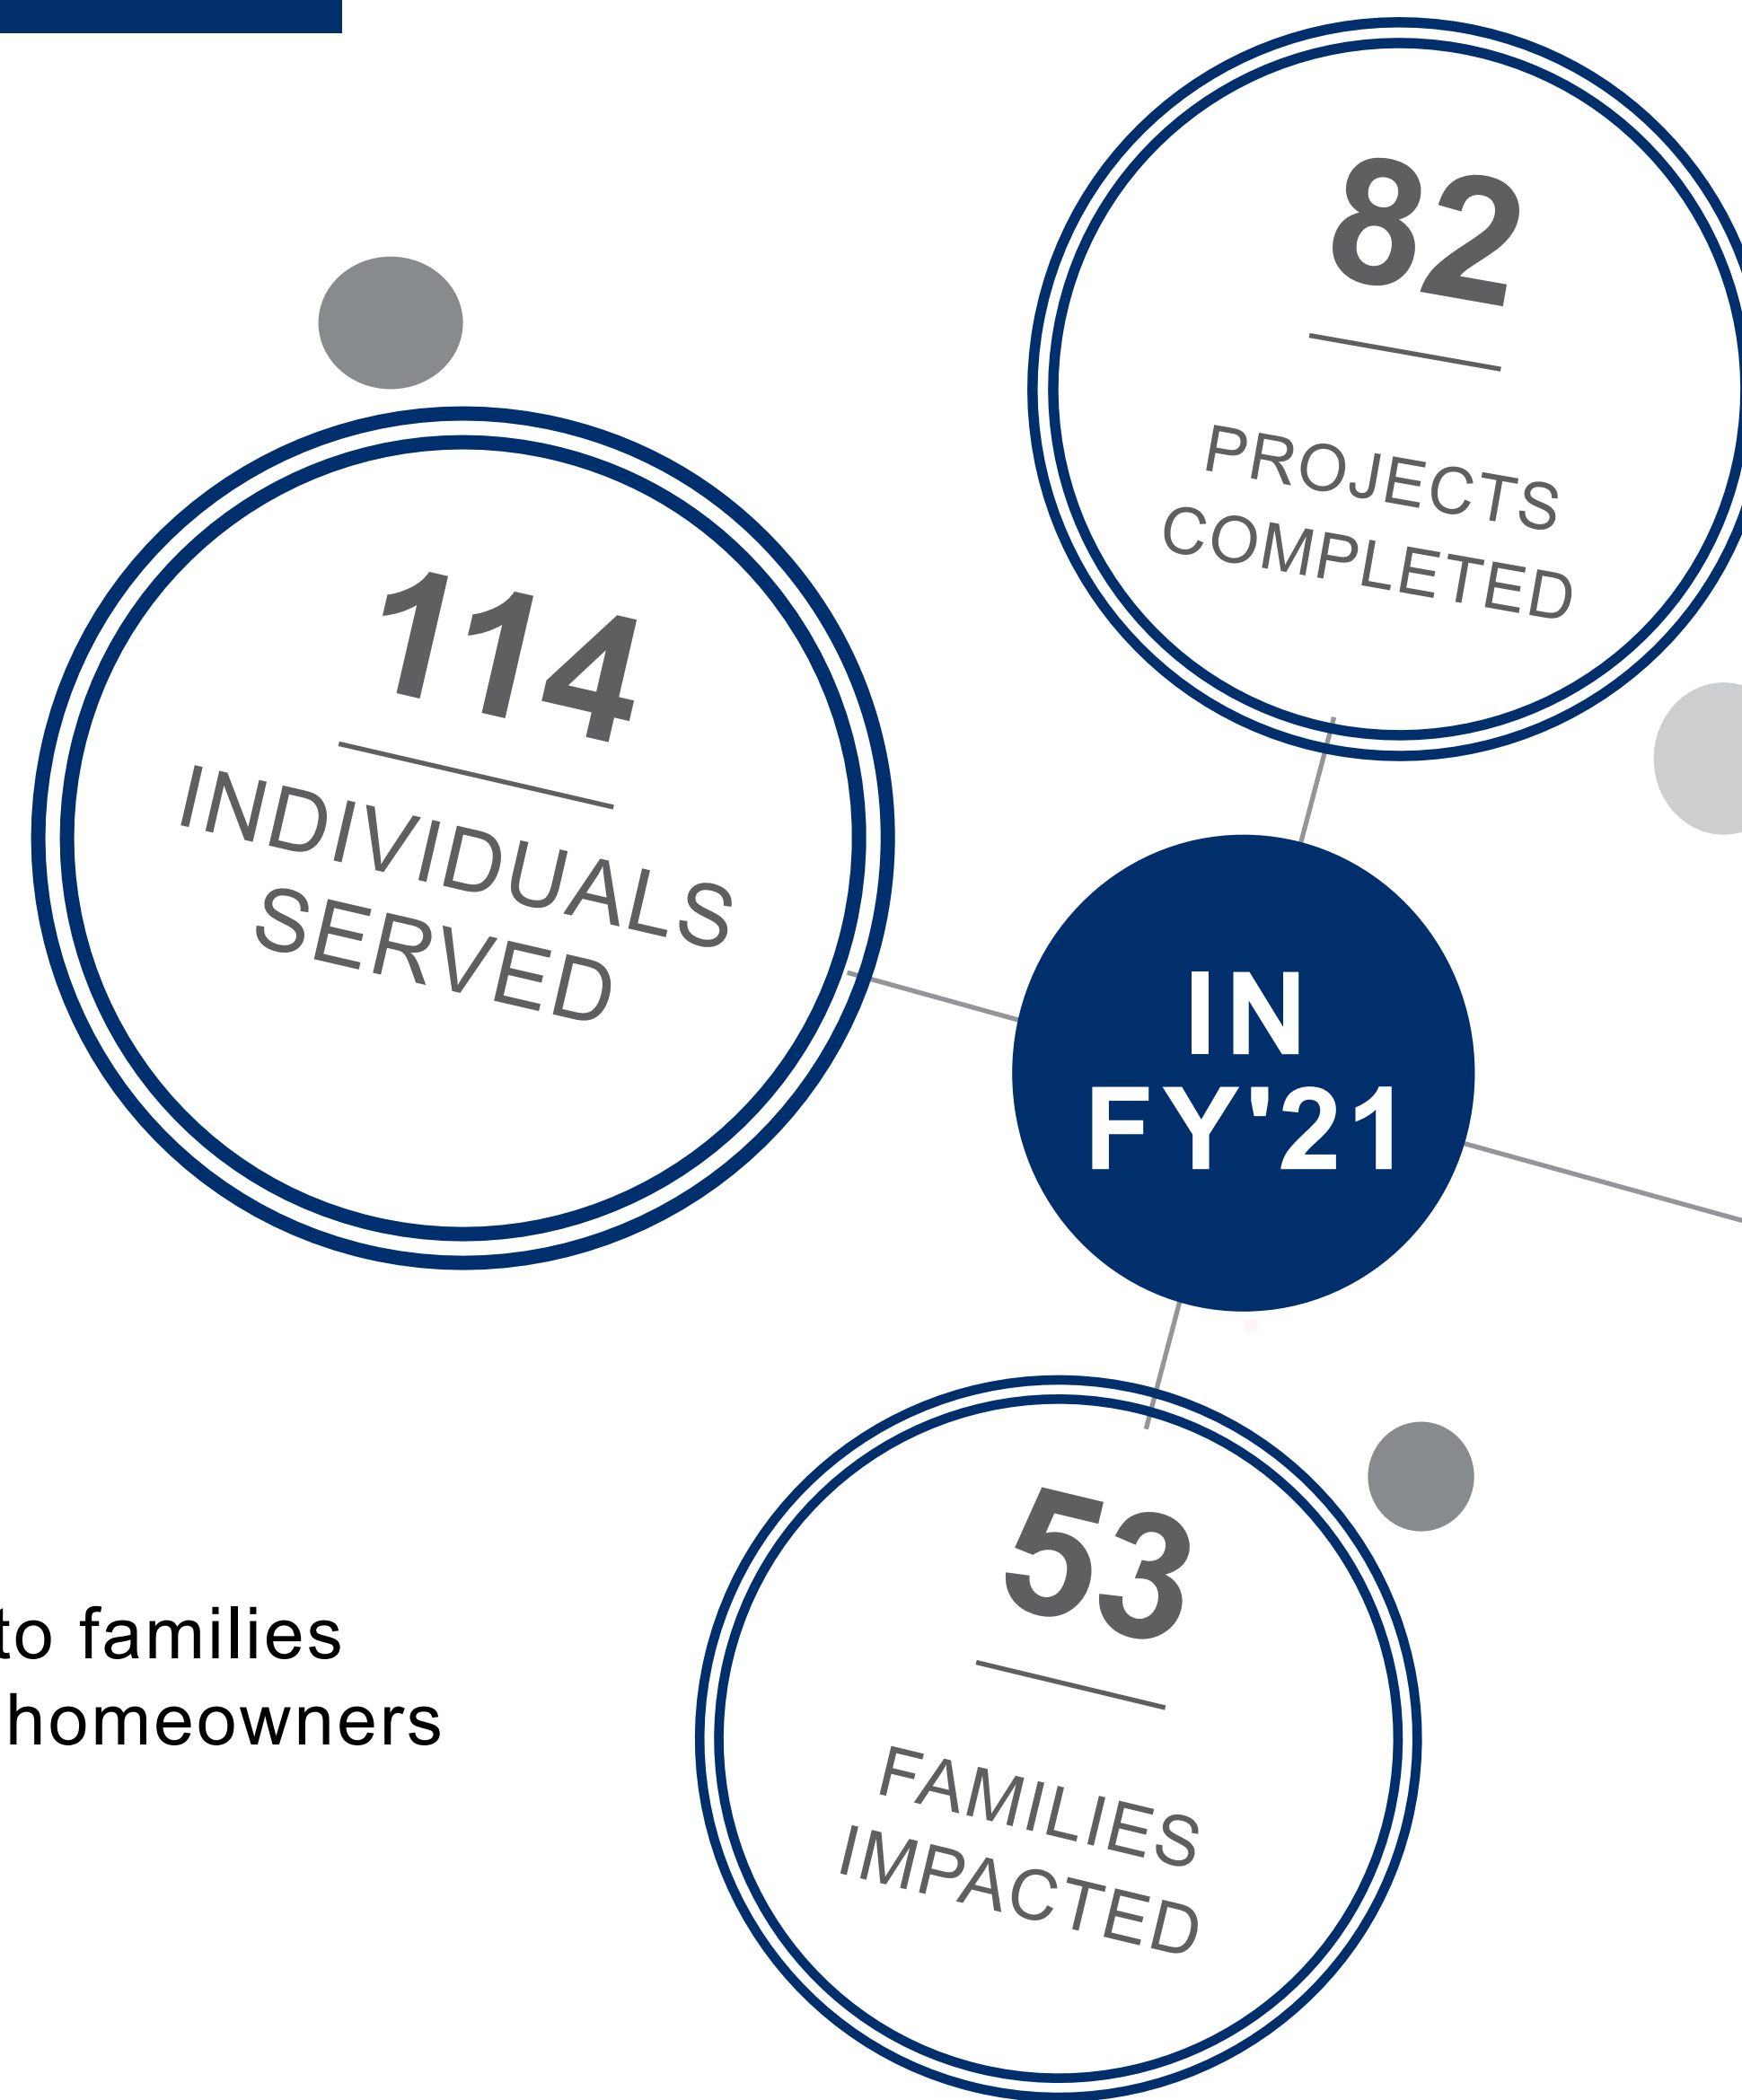 82
PROJECTS
COMPLETED
114
INDIVIDUALS
SERVED
IN
FY'21
53
FAMILIES
IMPACTED
to families
homeowners